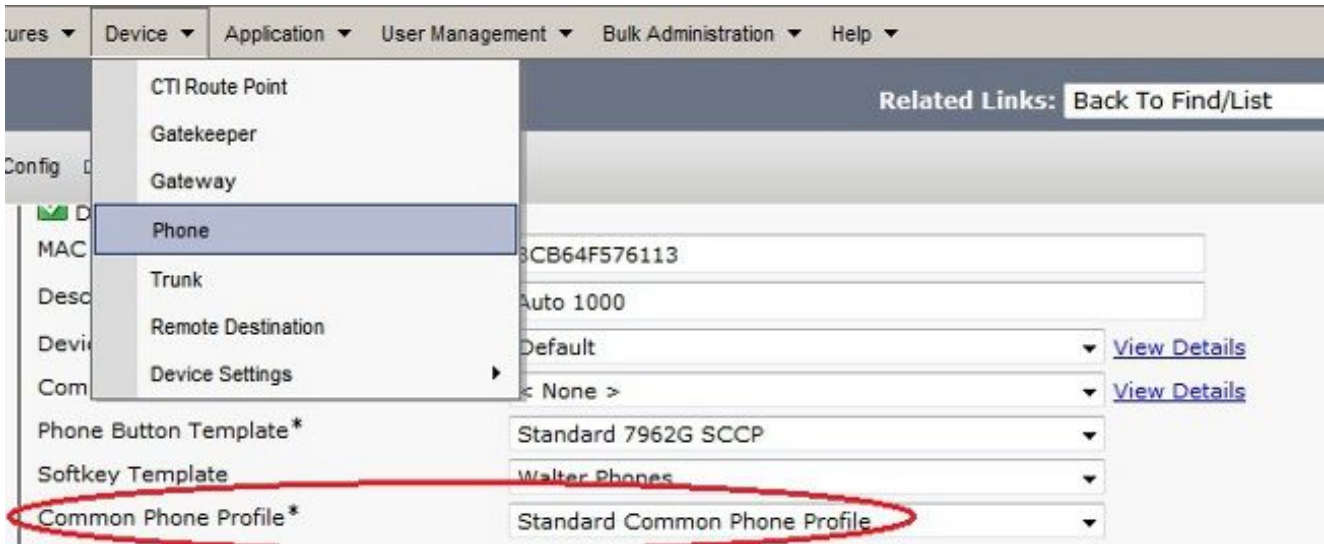 tures Device Application User Management Bulk Administration Help
CTI Route Point
Related Links: Back To Find/List
Gatekeeper
Config
Gateway
Phone
MAC 3CB64F576113
Trunk
Desc Auto 1000
Remote Destination
Devi Default View Details
Device Settings
Com < None > View Details
Phone Button Template* Standard 7962G SCCP
Softkey Template Walter Phones
Common Phone Profile* Standard Common Phone Profile